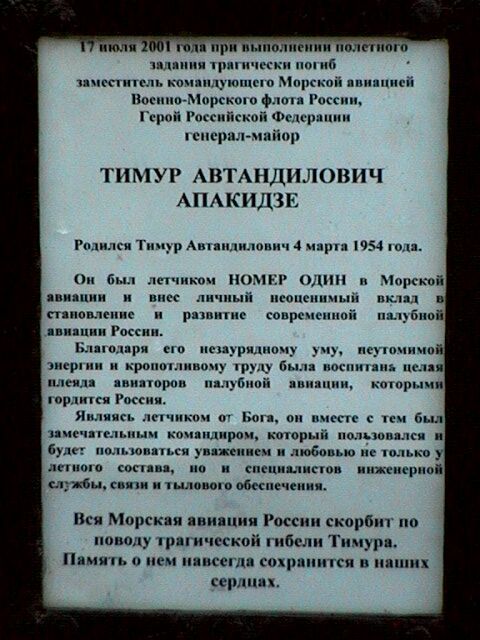 17 июля 2001 года при выполнении полетного
задания трагически погиб
заместитель командующего Морской авиацией
Военно-Морского флота России,
Герой Российской Федерации
генерал-майор
ТИМУР АВТАНДИЛОВИЧ
АПАКИДЗЕ
Родился Тимур Автандилович 4 марта 1954 года.
Он был летчиком НОМЕР ОДИН в Морской
авиации и внес личный неоценимый вклад в
становление и развитие современной палубной
авиации России.
Благодаря его незаурядному уму, неутомимой
энергии и кропотливому труду была воспитана целая
плеяда авиаторов палубной авиации, которыми
гордится Россия.
Являясь летчиком от Бога, он вместе с тем был
замечательным командиром, который пользовался и
будет пользоваться уважением и любовью не только у
летного состава, но и специалистов инженерной
службы, связи и тылового обеспечения.
Вся Морская авиация России скорбит по
поводу трагической гибели Тимура.
Память о нем навсегда сохранится в наших
сердцах.